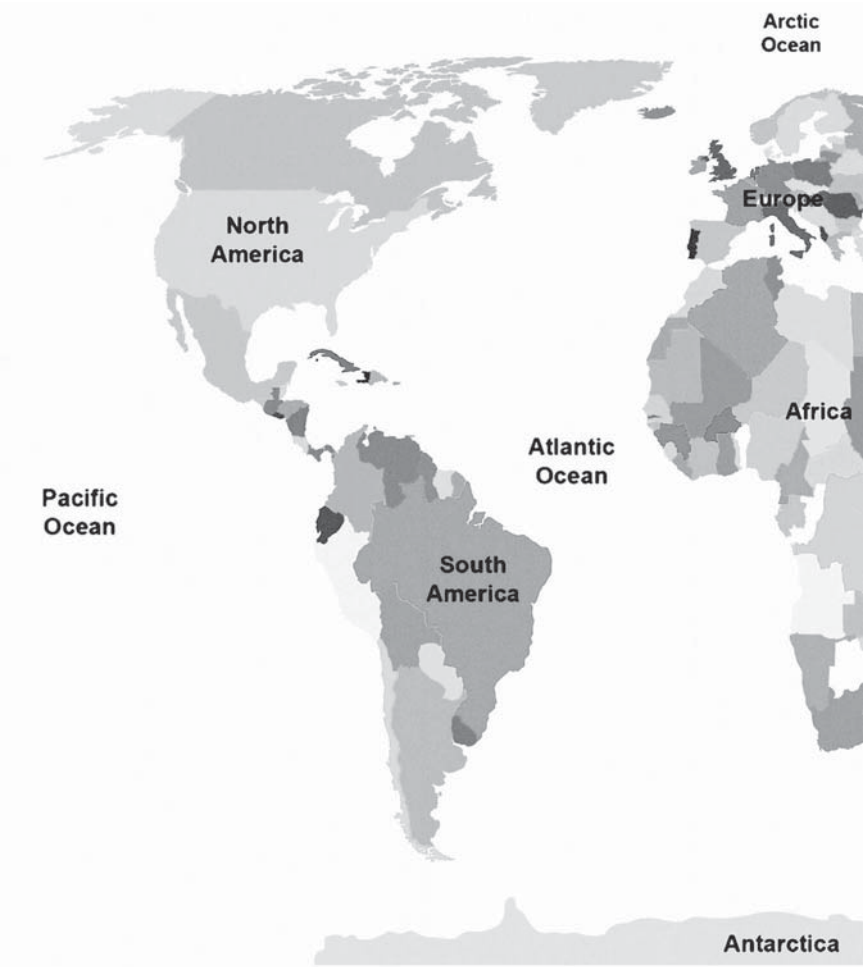 Arctic
Ocean
North
America
Europe
Africa
Atlantic
Ocean
Pacific
Ocean
South
America
Antarctica